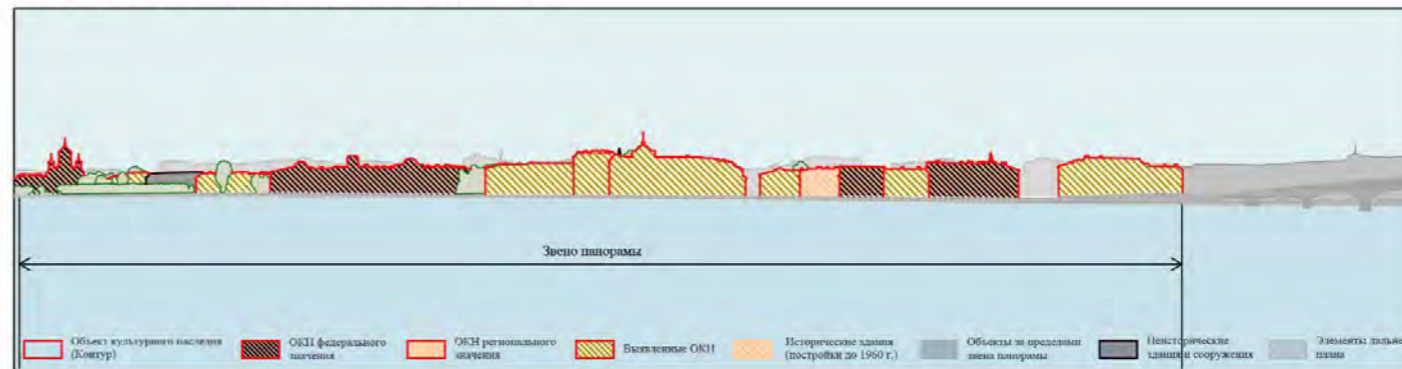 Звено панорамы
Объект культурного наследия
(Контур)
ОКН федерального
значения
ОКН регионального
значения
Выявленные ОКН
Исторические здания
(постройки до 1960 г.)
Объекты за пределами
звена панорамы
Неисторические
здания и сооружения
Элементы дальне
плана